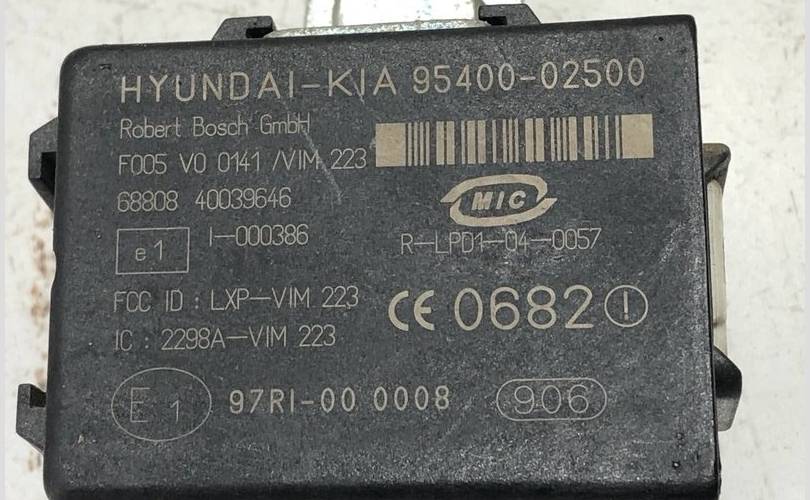 HYUNDAI-KIA 95400-02500
Robert Bosch GmbH
F005 V0 0141 /VIM 223
68808 40039646
MIC
e1 I-000386
R-LPD1-04-0057
FCC ID : LXP-VIM 223
IC : 2298A-VIM 223
CE 0682 !
E1 97RI-00 0008 906